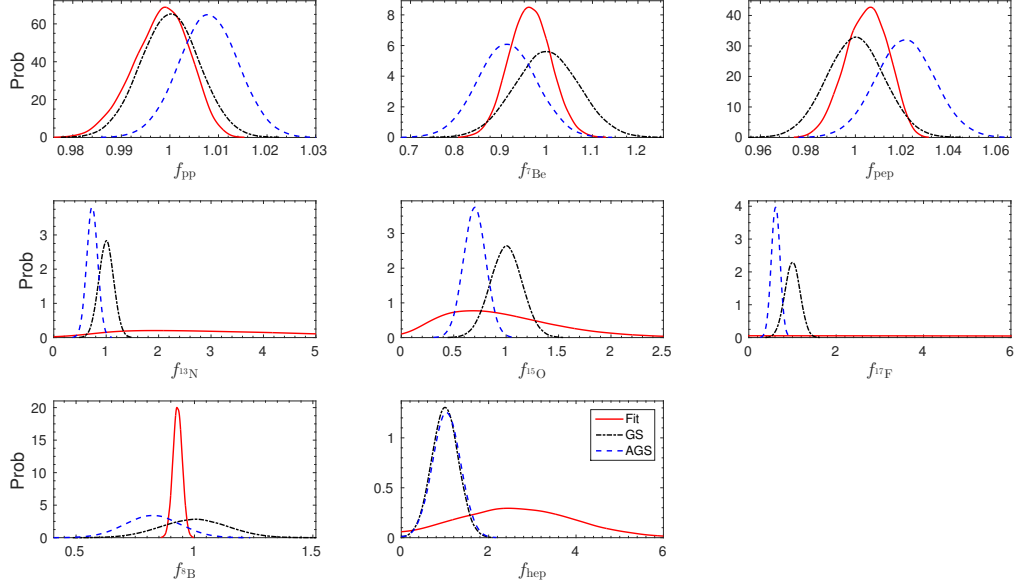 Prob
60
40
20
0
0.98 0.99 1 1.01 1.02 1.03
f_pp
8
6
4
2
0
0.7 0.8 0.9 1 1.1 1.2
f_⁷Be
40
30
20
10
0
0.96 0.98 1 1.02 1.04 1.06
f_pep
Prob
3
2
1
0
0 1 2 3 4 5
f_¹³N
3
2
1
0
0 0.5 1 1.5 2 2.5
f_¹⁵O
4
3
2
1
0
0 2 4 6
f_¹⁷F
Prob
20
15
10
5
0
0.5 1 1.5
f_⁸B
1
0.5
0
0 2 4 6
f_hep
Fit
GS
AGS